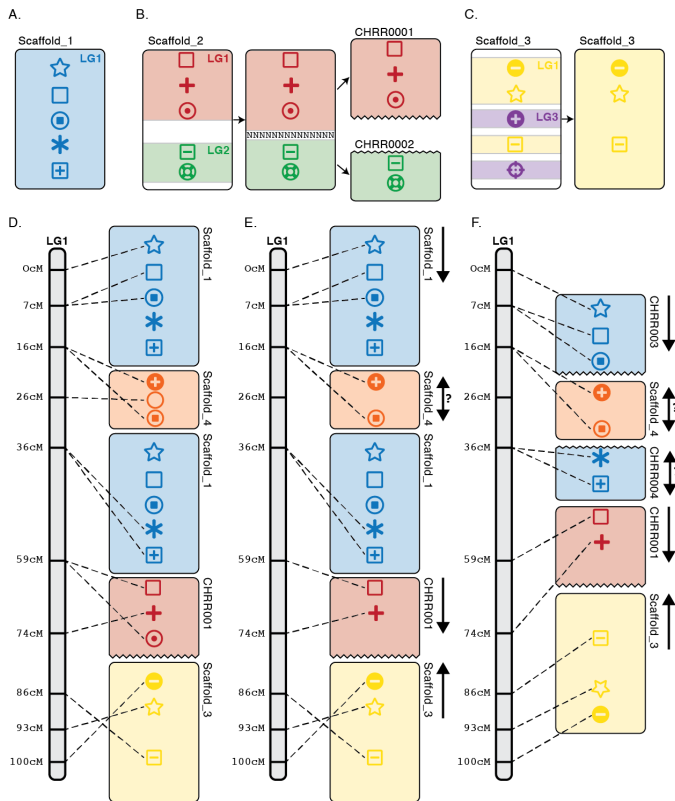 A.
Scaffold_1
LG1
B.
Scaffold_2
LG1
LG2
NNNNNNNNNNNNNNN
CHRR0001
CHRR0002
C.
Scaffold_3
LG1
LG3
Scaffold_3
D.
LG1
0cM
7cM
16cM
26cM
36cM
59cM
74cM
86cM
93cM
100cM
Scaffold_1
Scaffold_4
Scaffold_1
CHRR001
Scaffold_3
E.
LG1
0cM
7cM
16cM
26cM
36cM
59cM
74cM
86cM
93cM
100cM
Scaffold_1
Scaffold_4
?
Scaffold_1
CHRR001
Scaffold_3
F.
LG1
0cM
7cM
16cM
26cM
36cM
59cM
74cM
86cM
93cM
100cM
CHRR003
Scaffold_4
CHRR004
CHRR001
Scaffold_3